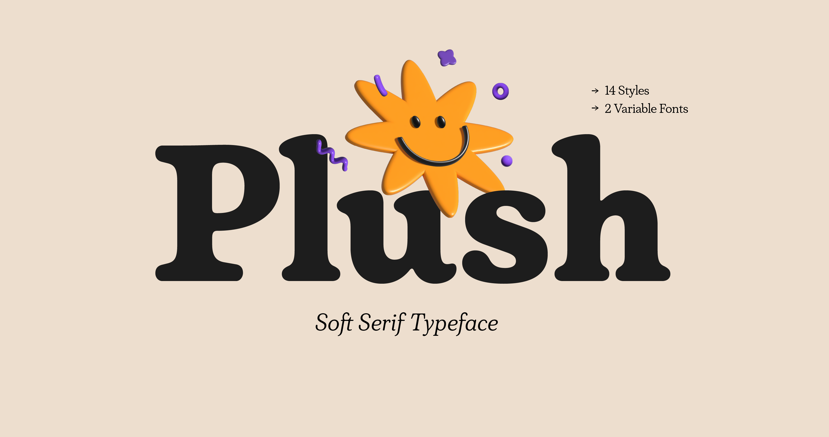 → 14 Styles
→ 2 Variable Fonts
Plush
Soft Serif Typeface